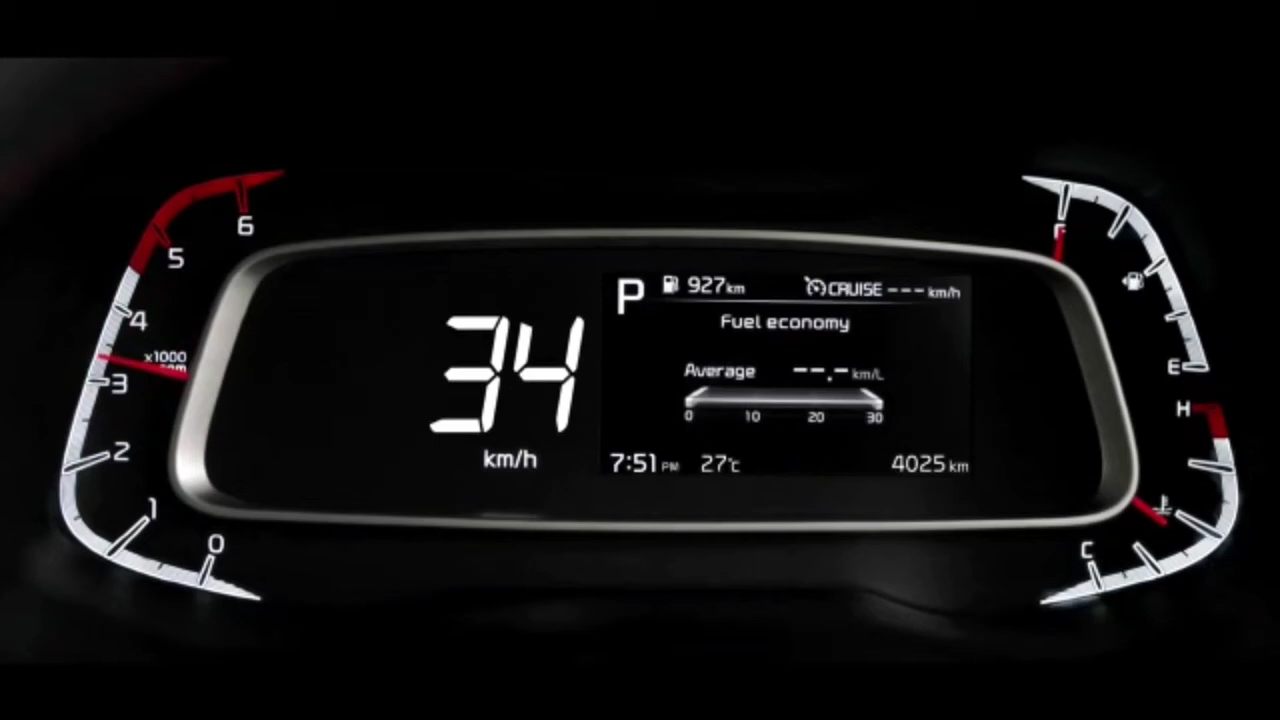 6
5
4
x1000
rpm
3
2
1
0
34
km/h
P
927km
CRUISE ---km/h
Fuel economy
Average --.-km/L
0 10 20 30
7:51 PM 27℃
4025 km
F
E
H
C